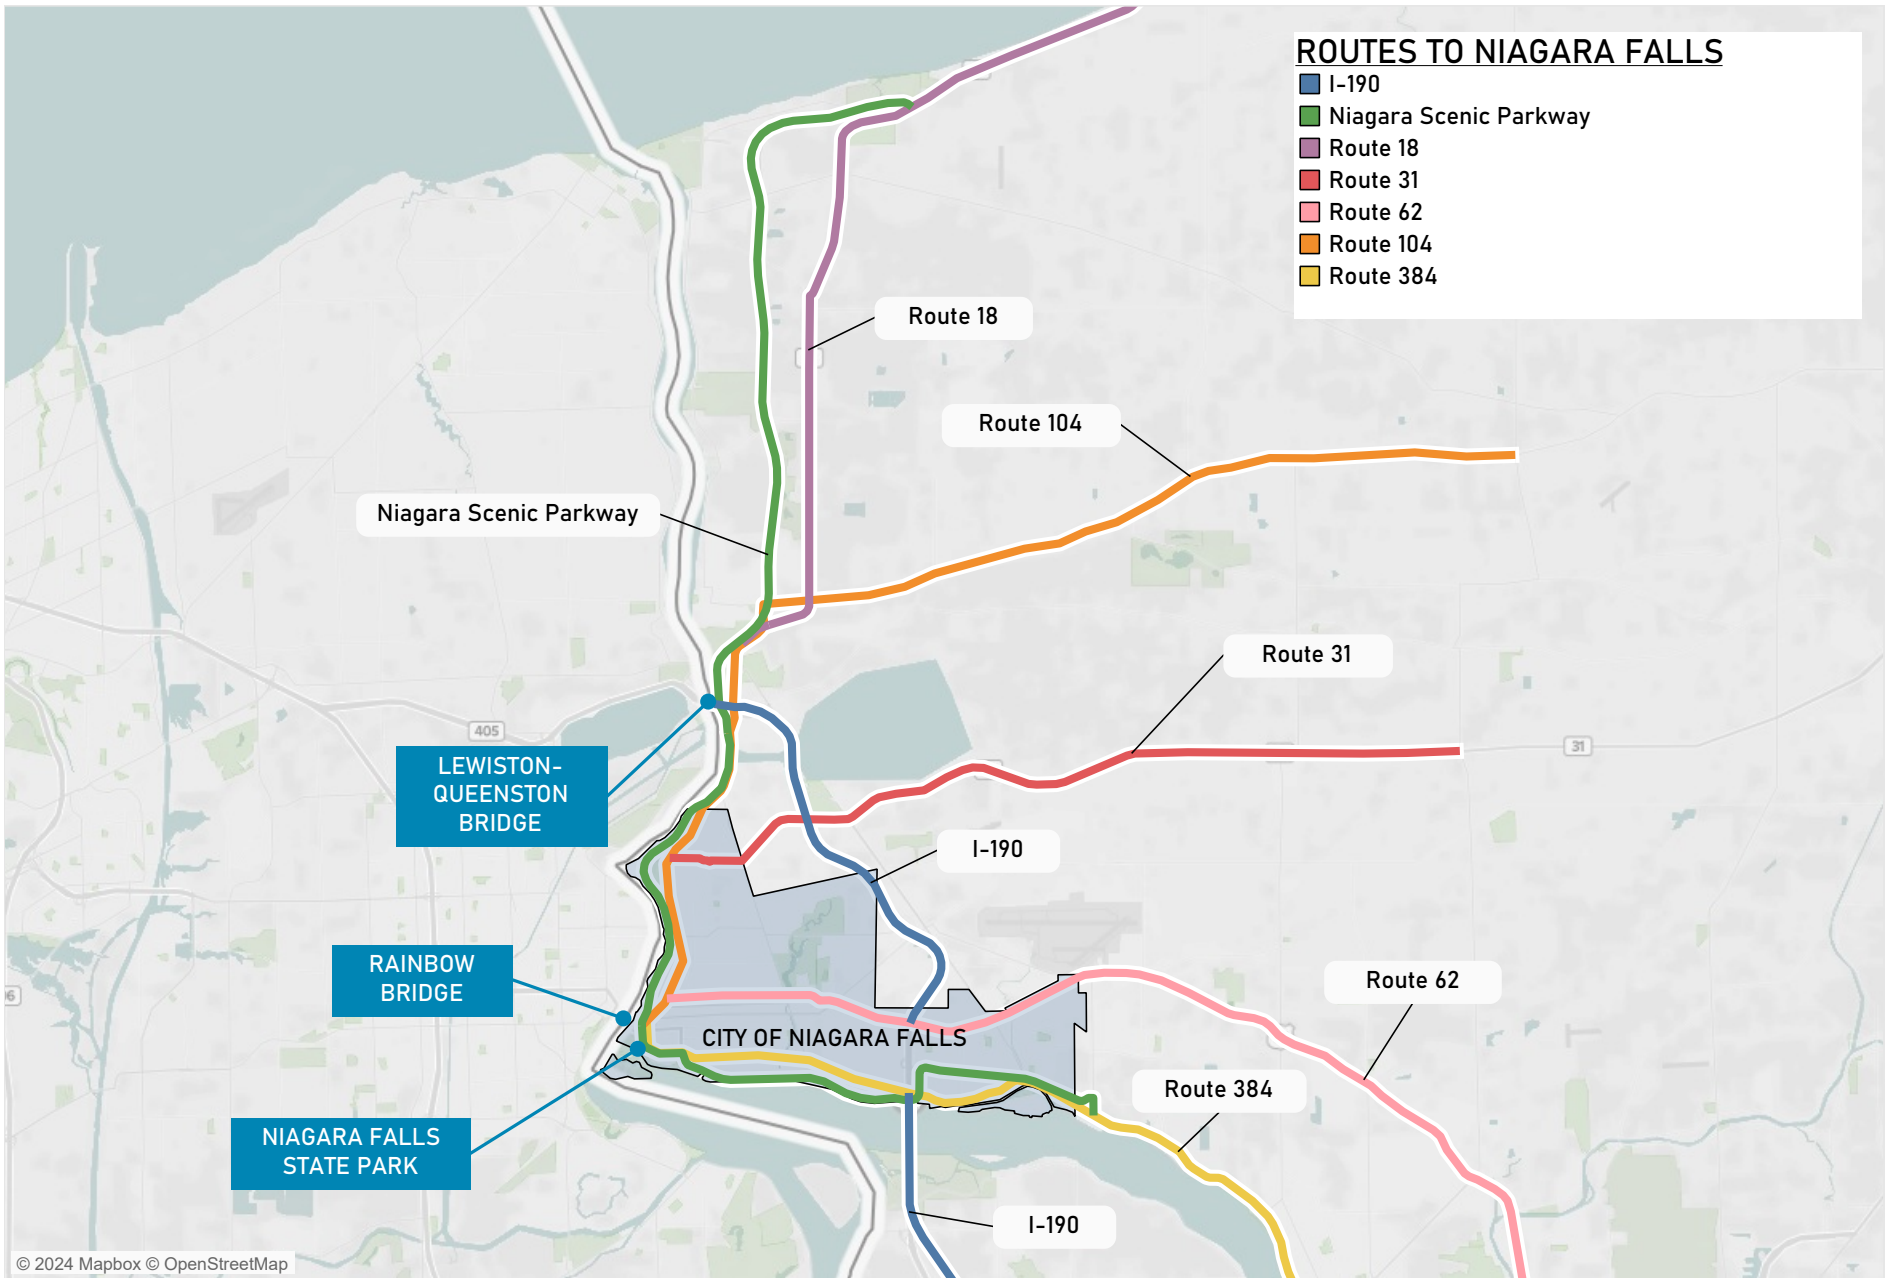 ROUTES TO NIAGARA FALLS
I-190
Niagara Scenic Parkway
Route 18
Route 31
Route 62
Route 104
Route 384
Route 18
Route 104
Niagara Scenic Parkway
Route 31
405
31
LEWISTON-
QUEENSTON
BRIDGE
I-190
RAINBOW
BRIDGE
Route 62
CITY OF NIAGARA FALLS
Route 384
NIAGARA FALLS
STATE PARK
I-190
© 2024 Mapbox © OpenStreetMap